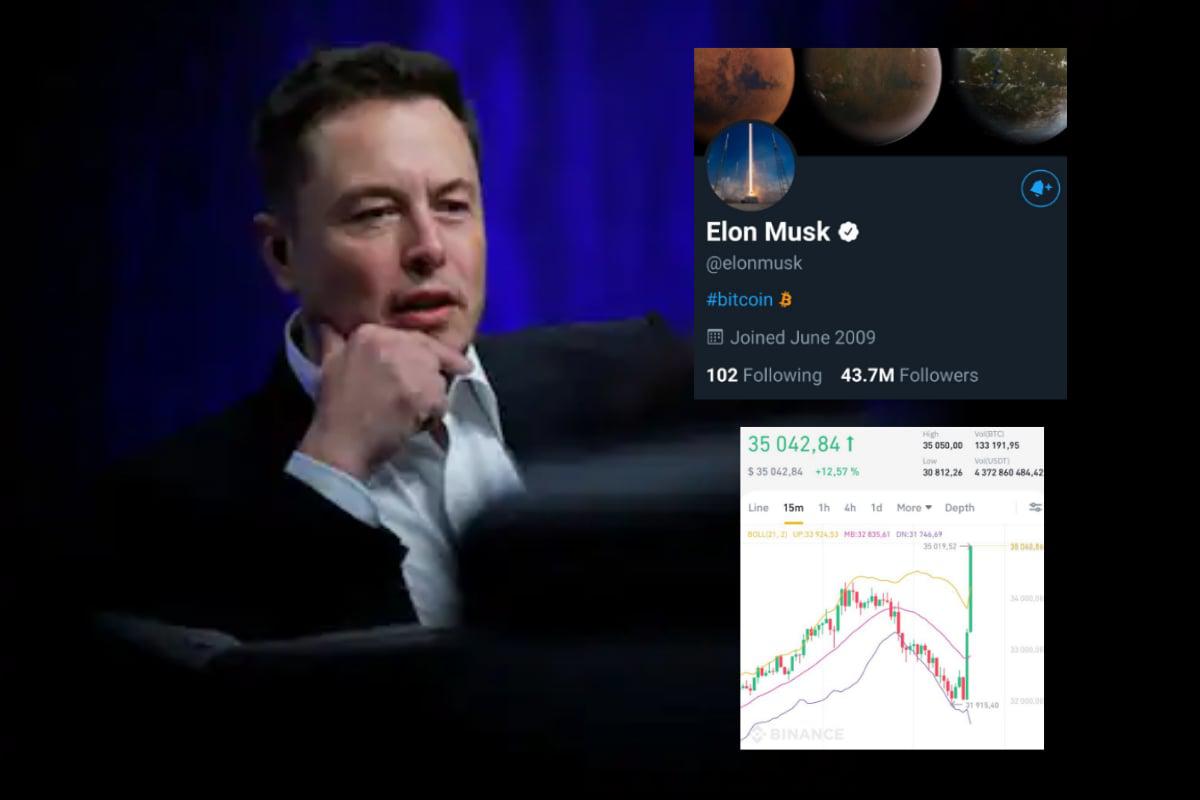 Elon Musk
@elonmusk
#bitcoin
Joined June 2009
102 Following 43.7M Followers
35 042,84
$ 35 042,84 +12,57 %
High
35 050,00
Low
30 812,26
Vol(BTC)
133 191,95
Vol(USDT)
4 372 860 484,42
Line 15m 1h 4h 1d More Depth
BOLL(21, 2) UP:33 924,53 MB:32 835,61 DN:31 746,69
35 019,52
34 000,00
33 000,00
32 000,00
31 915,40
BINANCE